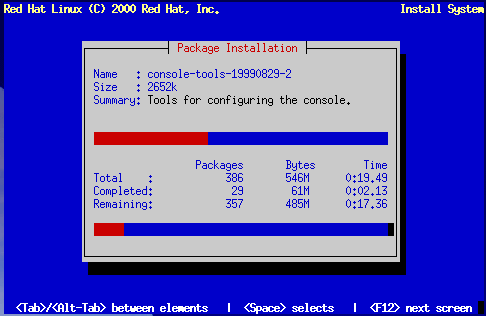 Red Hat Linux (C) 2000 Red Hat, Inc. Install System
Package Installation
Name : console-tools-19990829-2
Size : 2652k
Summary: Tools for configuring the console.
Packages Bytes Time
Total : 386 546M 0:19.49
Completed: 29 61M 0:02.13
Remaining: 357 485M 0:17.36
<Tab>/<Alt-Tab> between elements | <Space> selects | <F12> next screen